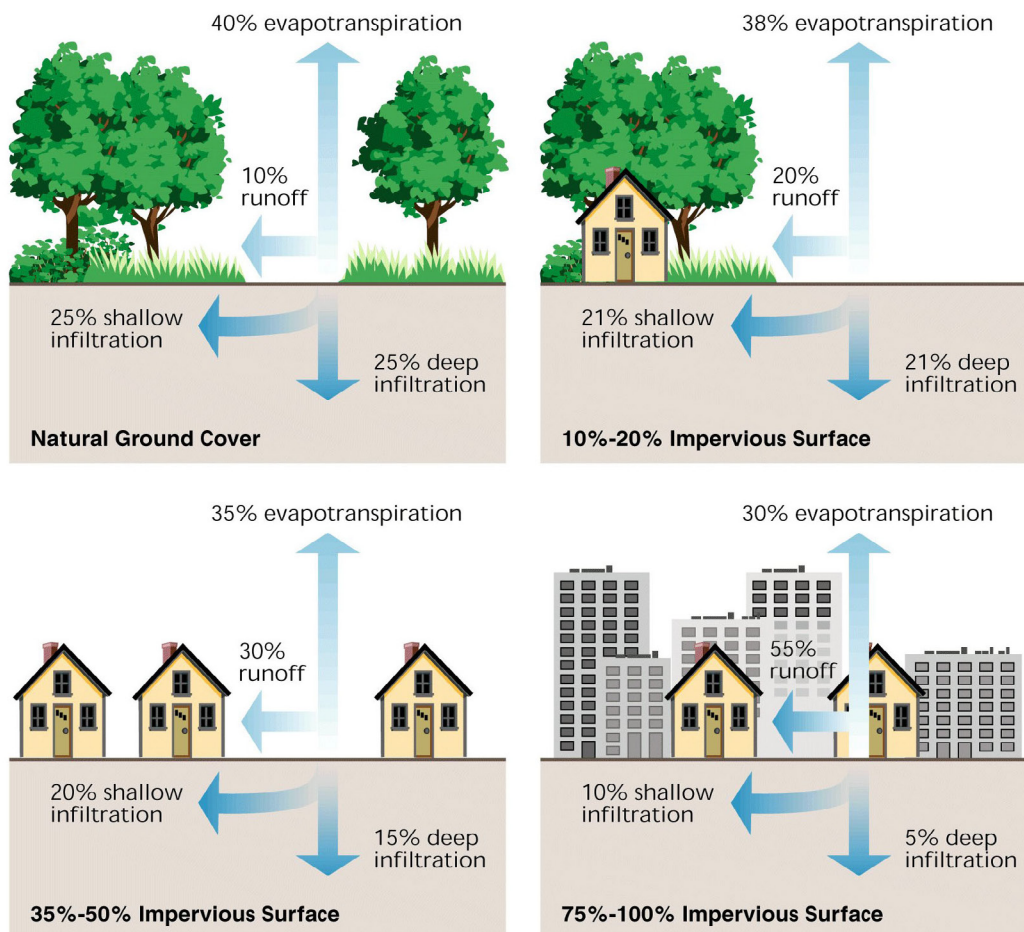 40% evapotranspiration
10%
runoff
25% shallow
infiltration
25% deep
infiltration
Natural Ground Cover
38% evapotranspiration
20%
runoff
21% shallow
infiltration
21% deep
infiltration
10%-20% Impervious Surface
35% evapotranspiration
30%
runoff
20% shallow
infiltration
15% deep
infiltration
35%-50% Impervious Surface
30% evapotranspiration
55%
runoff
10% shallow
infiltration
5% deep
infiltration
75%-100% Impervious Surface